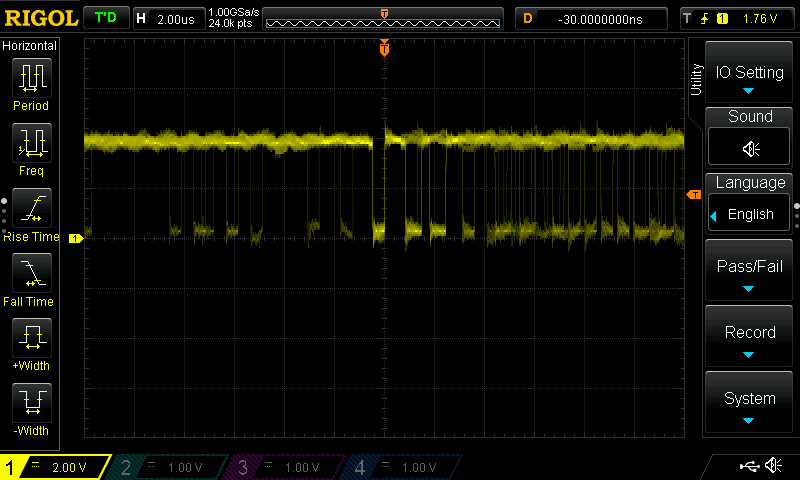 RIGOL T'D H 2.00us 1.00GSa/s 24.0k pts T D -30.0000000ns T 1 1.76 V
Horizontal
Period
Freq
Rise Time
Fall Time
+Width
-Width
T
T
1
Utility
IO Setting
Sound
Language
English
Pass/Fail
Record
System
1 2.00 V 2 1.00 V 3 1.00 V 4 1.00 V